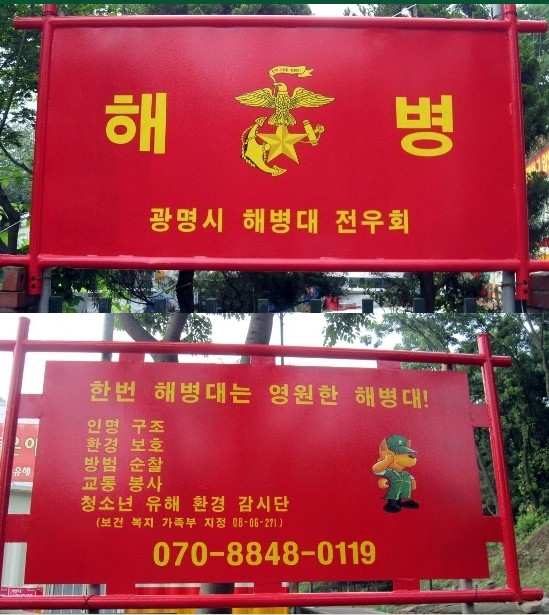 해 병
광명시 해병대 전우회
한번 해병대는 영원한 해병대!
인명 구조
환경 보호
방범 순찰
교통 봉사
청소년 유해 환경 감시단
(보건 복지 가족부 지정 08-06-271)
070-8848-0119
유해